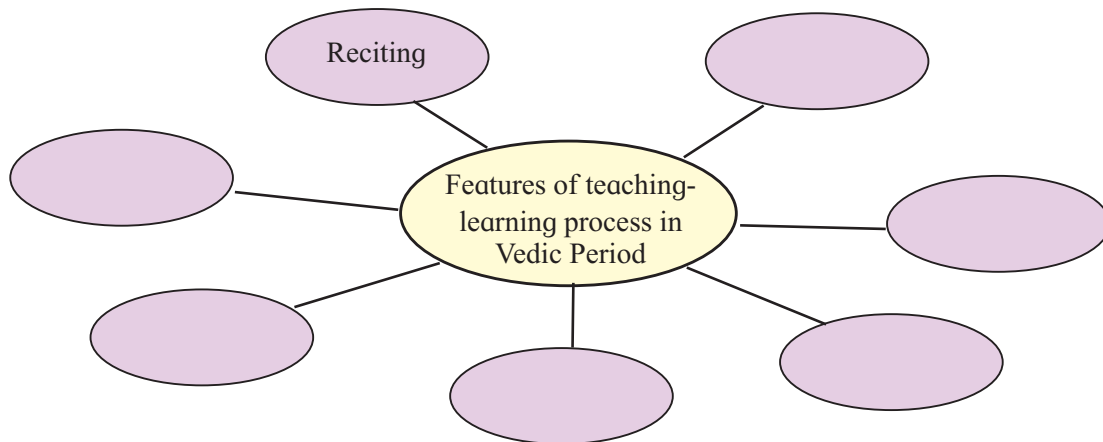 Reciting
Features of teaching-
learning process in
Vedic Period